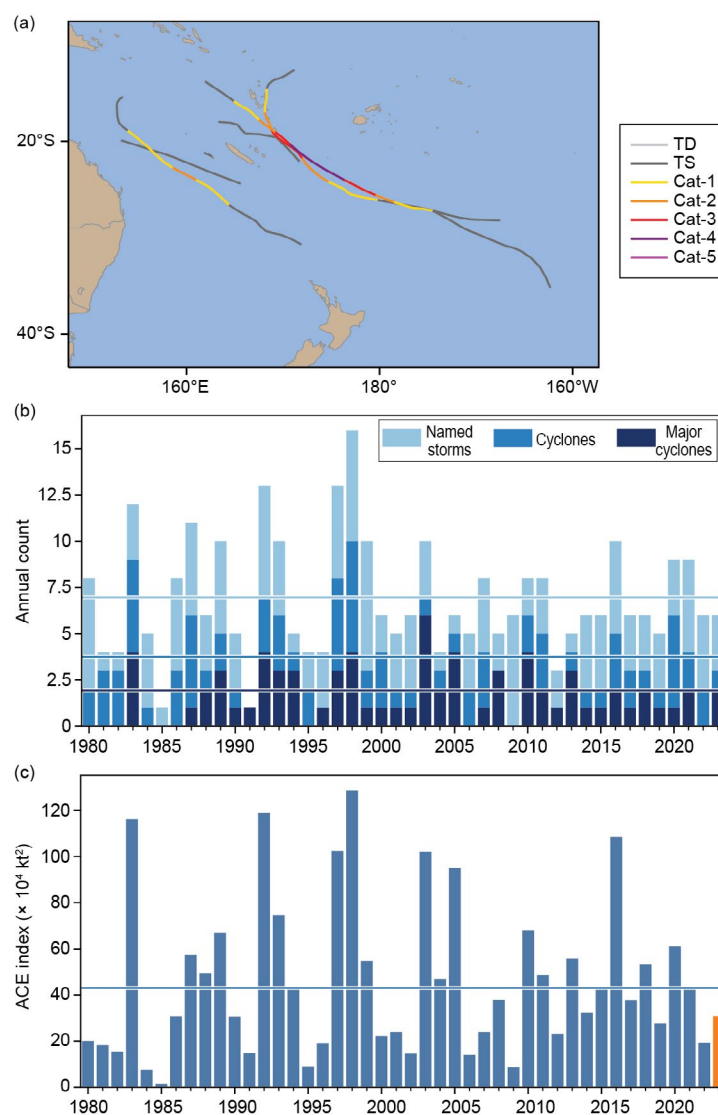 (a)
20°S
40°S
160°E
180°
160°W
TD
TS
Cat-1
Cat-2
Cat-3
Cat-4
Cat-5
(b)
Named storms
Cyclones
Major cyclones
Annual count
15
12.5
10
7.5
5
2.5
0
1980
1985
1990
1995
2000
2005
2010
2015
2020
(c)
ACE index (× 10⁴ kt²)
120
100
80
60
40
20
0
1980
1985
1990
1995
2000
2005
2010
2015
2020